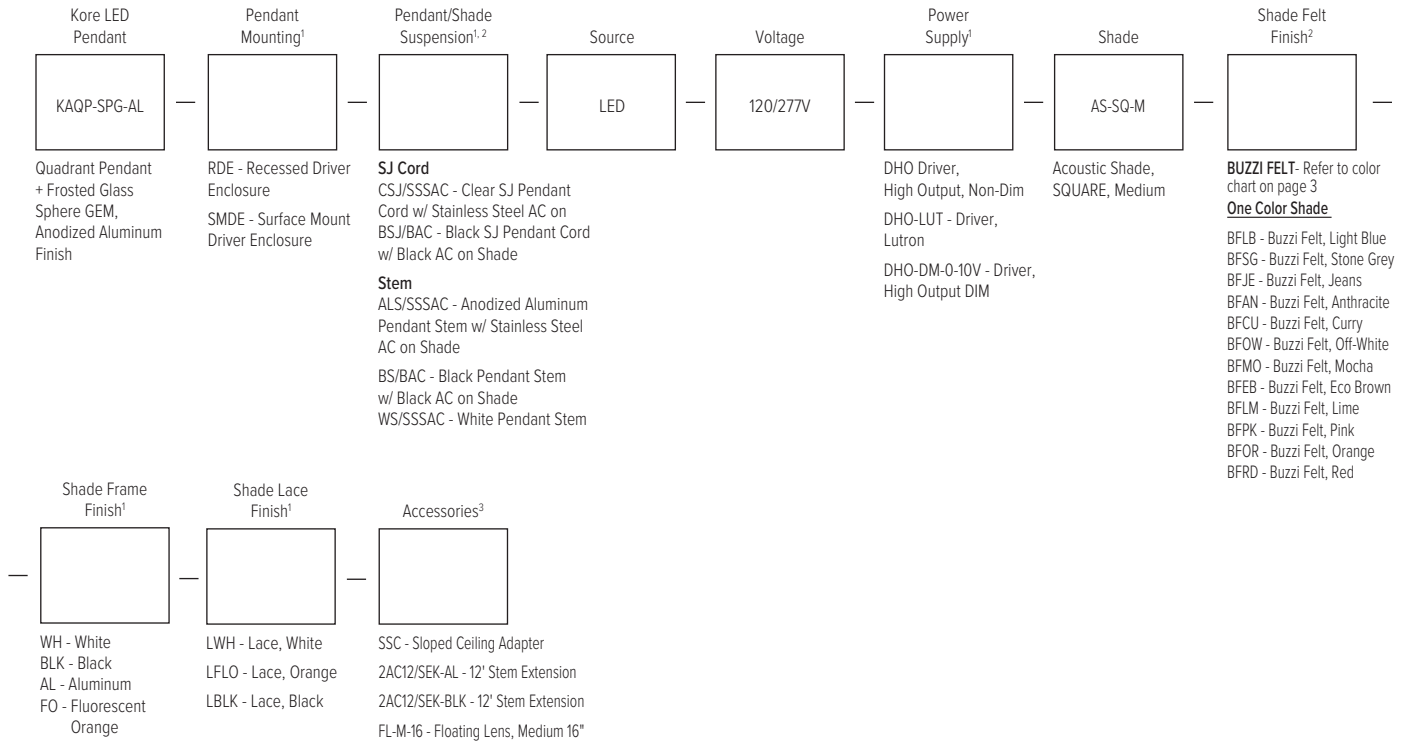 Kore LED
Pendant
KAQP-SPG-AL
Quadrant Pendant
+ Frosted Glass
Sphere GEM,
Anodized Aluminum
Finish
Pendant
Mounting¹
RDE - Recessed Driver
Enclosure
SMDE - Surface Mount
Driver Enclosure
Pendant/Shade
Suspension¹, ²
SJ Cord
CSJ/SSSAC - Clear SJ Pendant
Cord w/ Stainless Steel AC on
BSJ/BAC - Black SJ Pendant Cord
w/ Black AC on Shade
Stem
ALS/SSSAC - Anodized Aluminum
Pendant Stem w/ Stainless Steel
AC on Shade
BS/BAC - Black Pendant Stem
w/ Black AC on Shade
WS/SSSAC - White Pendant Stem
Source
LED
Voltage
120/277V
Power
Supply¹
DHO Driver,
High Output, Non-Dim
DHO-LUT - Driver,
Lutron
DHO-DM-0-10V - Driver,
High Output DIM
Shade
AS-SQ-M
Acoustic Shade,
SQUARE, Medium
Shade Felt
Finish²
BUZZI FELT- Refer to color
chart on page 3
One Color Shade
BFLB - Buzzi Felt, Light Blue
BFSG - Buzzi Felt, Stone Grey
BFJE - Buzzi Felt, Jeans
BFAN - Buzzi Felt, Anthracite
BFCU - Buzzi Felt, Curry
BFOW - Buzzi Felt, Off-White
BFMO - Buzzi Felt, Mocha
BFEB - Buzzi Felt, Eco Brown
BFLM - Buzzi Felt, Lime
BFPK - Buzzi Felt, Pink
BFOR - Buzzi Felt, Orange
BFRD - Buzzi Felt, Red
Shade Frame
Finish¹
WH - White
BLK - Black
AL - Aluminum
FO - Fluorescent
Orange
Shade Lace
Finish¹
LWH - Lace, White
LFLO - Lace, Orange
LBLK - Lace, Black
Accessories³
SSC - Sloped Ceiling Adapter
2AC12/SEK-AL - 12' Stem Extension
2AC12/SEK-BLK - 12' Stem Extension
FL-M-16 - Floating Lens, Medium 16"